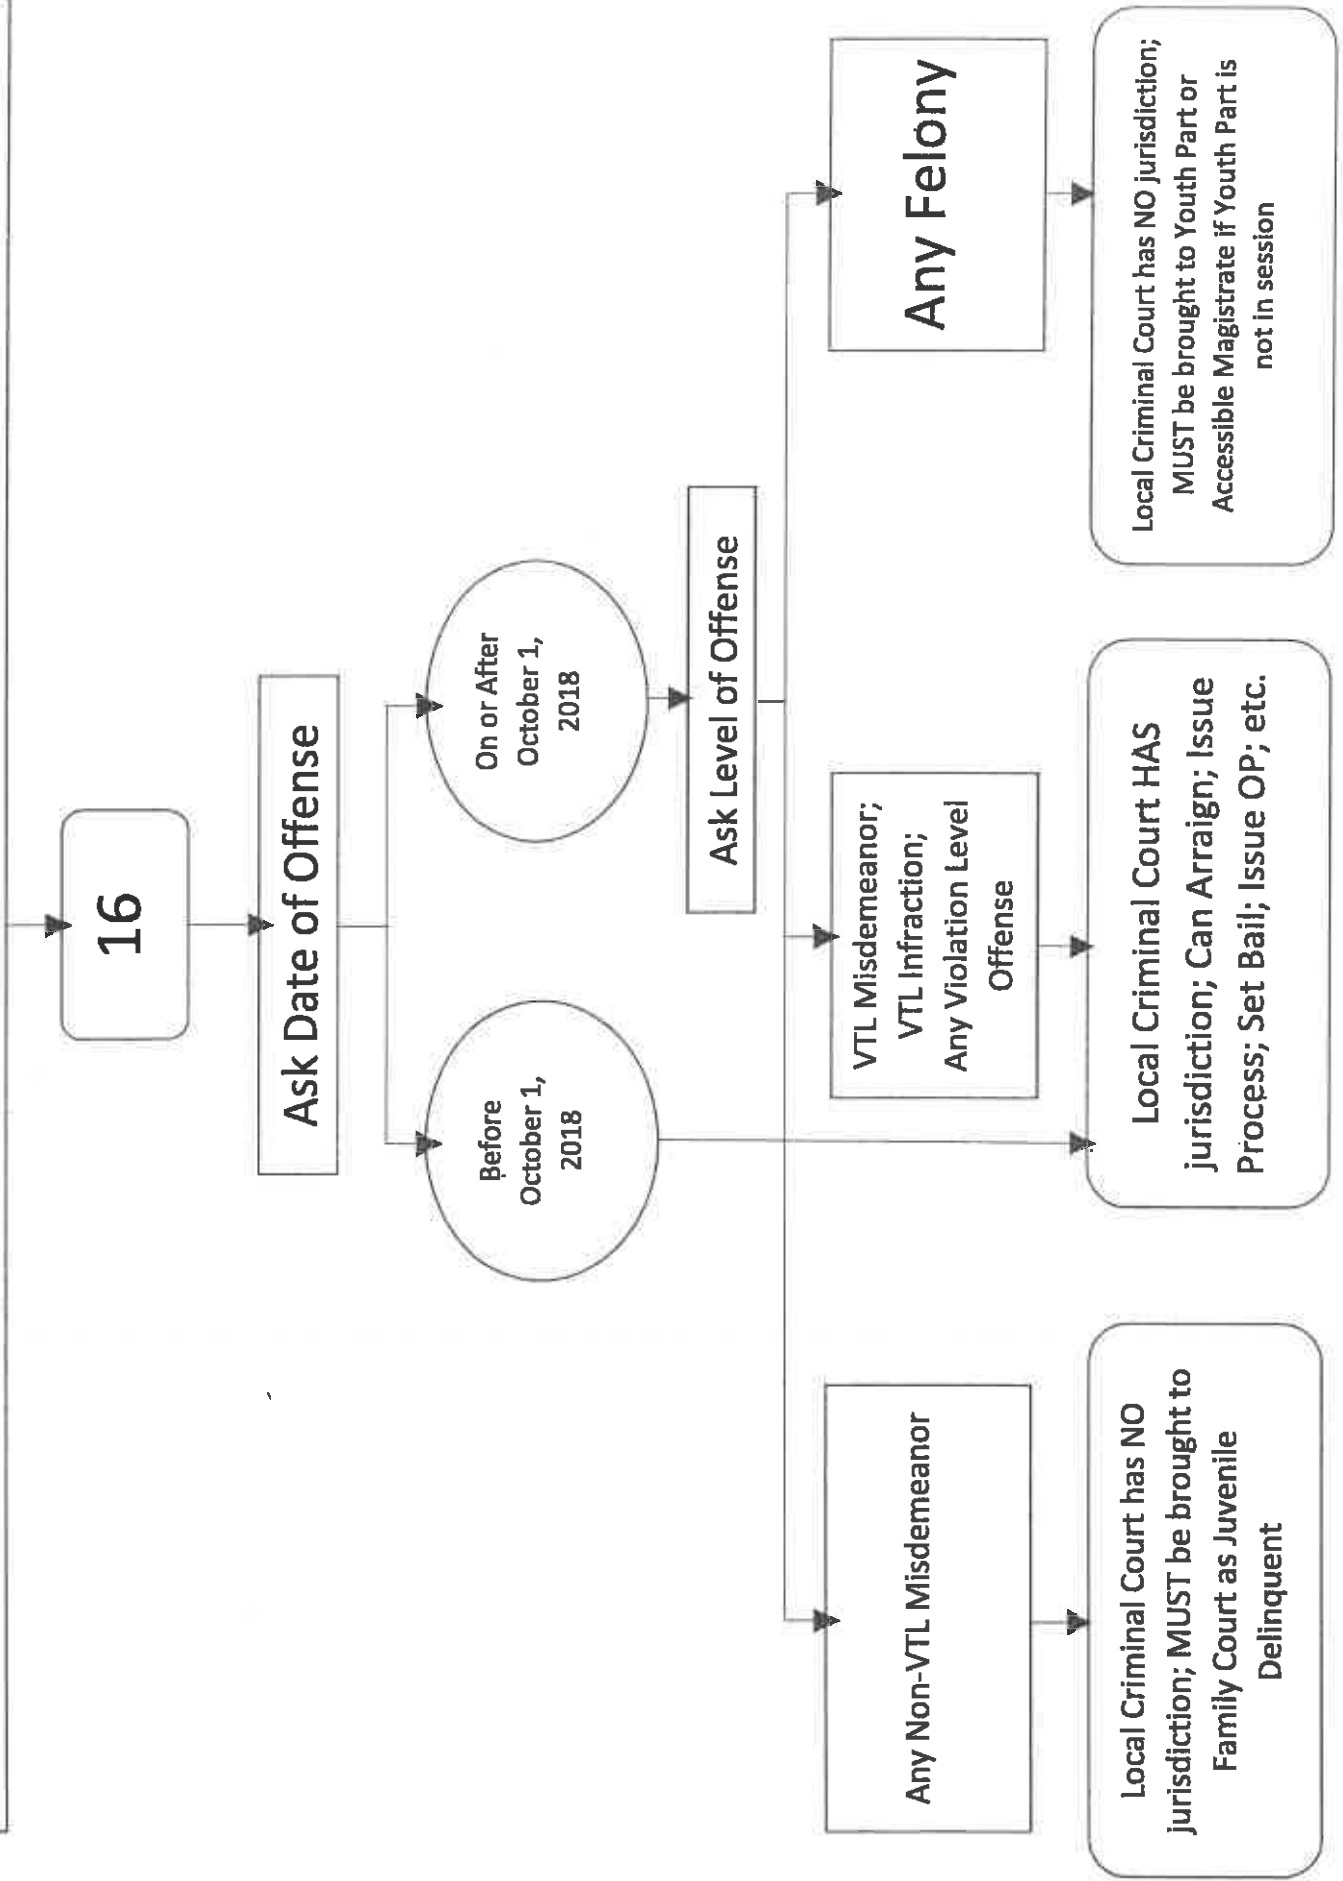 16
Ask Date of Offense
Before
October 1,
2018
On or After
October 1,
2018
Ask Level of Offense
Any Non-VTL Misdemeanor
VTL Misdemeanor;
VTL Infraction;
Any Violation Level
Offense
Any Felony
Local Criminal Court has NO
jurisdiction; MUST be brought to
Family Court as Juvenile
Delinquent
Local Criminal Court HAS
jurisdiction; Can Arraign; Issue
Process; Set Bail; Issue OP; etc.
Local Criminal Court has NO jurisdiction;
MUST be brought to Youth Part or
Accessible Magistrate if Youth Part is
not in session